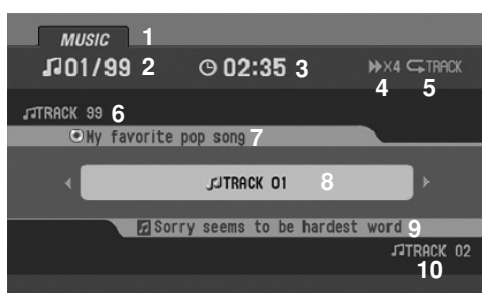 MUSIC 1
♫01/99 2 02:35 3 ×4 TRACK
4 5
♫TRACK 99 6
My favorite pop song 7
♫TRACK 01 8
Sorry seems to be hardest word 9
♫TRACK 02
10